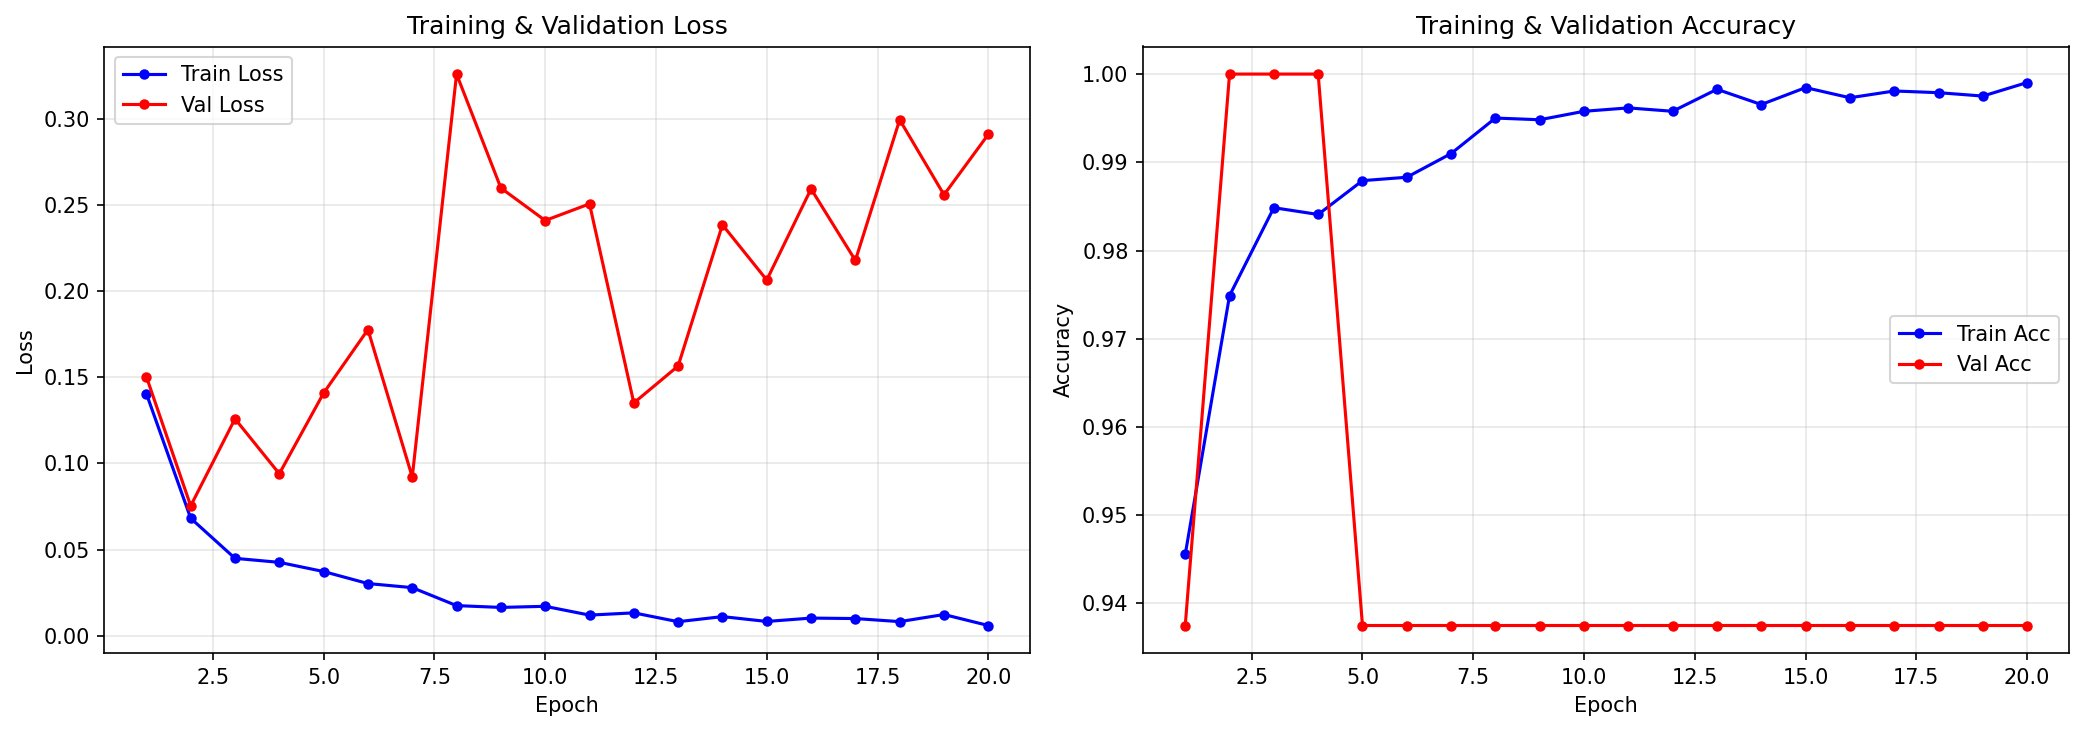 Training & Validation Loss
Train Loss
Val Loss
0.30
0.25
0.20
0.15
0.10
0.05
0.00
Loss
2.5 5.0 7.5 10.0 12.5 15.0 17.5 20.0
Epoch
Training & Validation Accuracy
1.00
0.99
0.98
0.97
0.96
0.95
0.94
Accuracy
Train Acc
Val Acc
2.5 5.0 7.5 10.0 12.5 15.0 17.5 20.0
Epoch